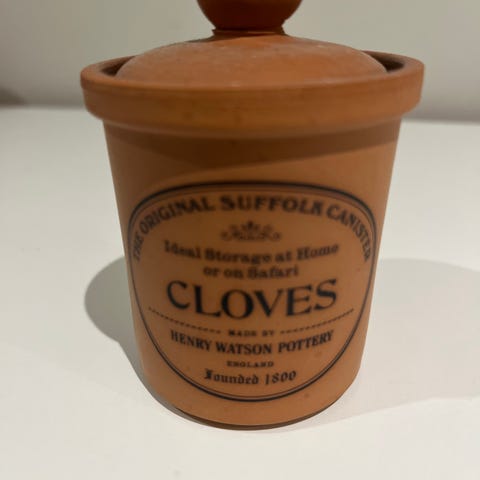 THE ORIGINAL SUFFOLK CANISTER
Ideal Storage at Home
or on Safari
CLOVES
MADE BY
HENRY WATSON POTTERY
ENGLAND
Founded 1800